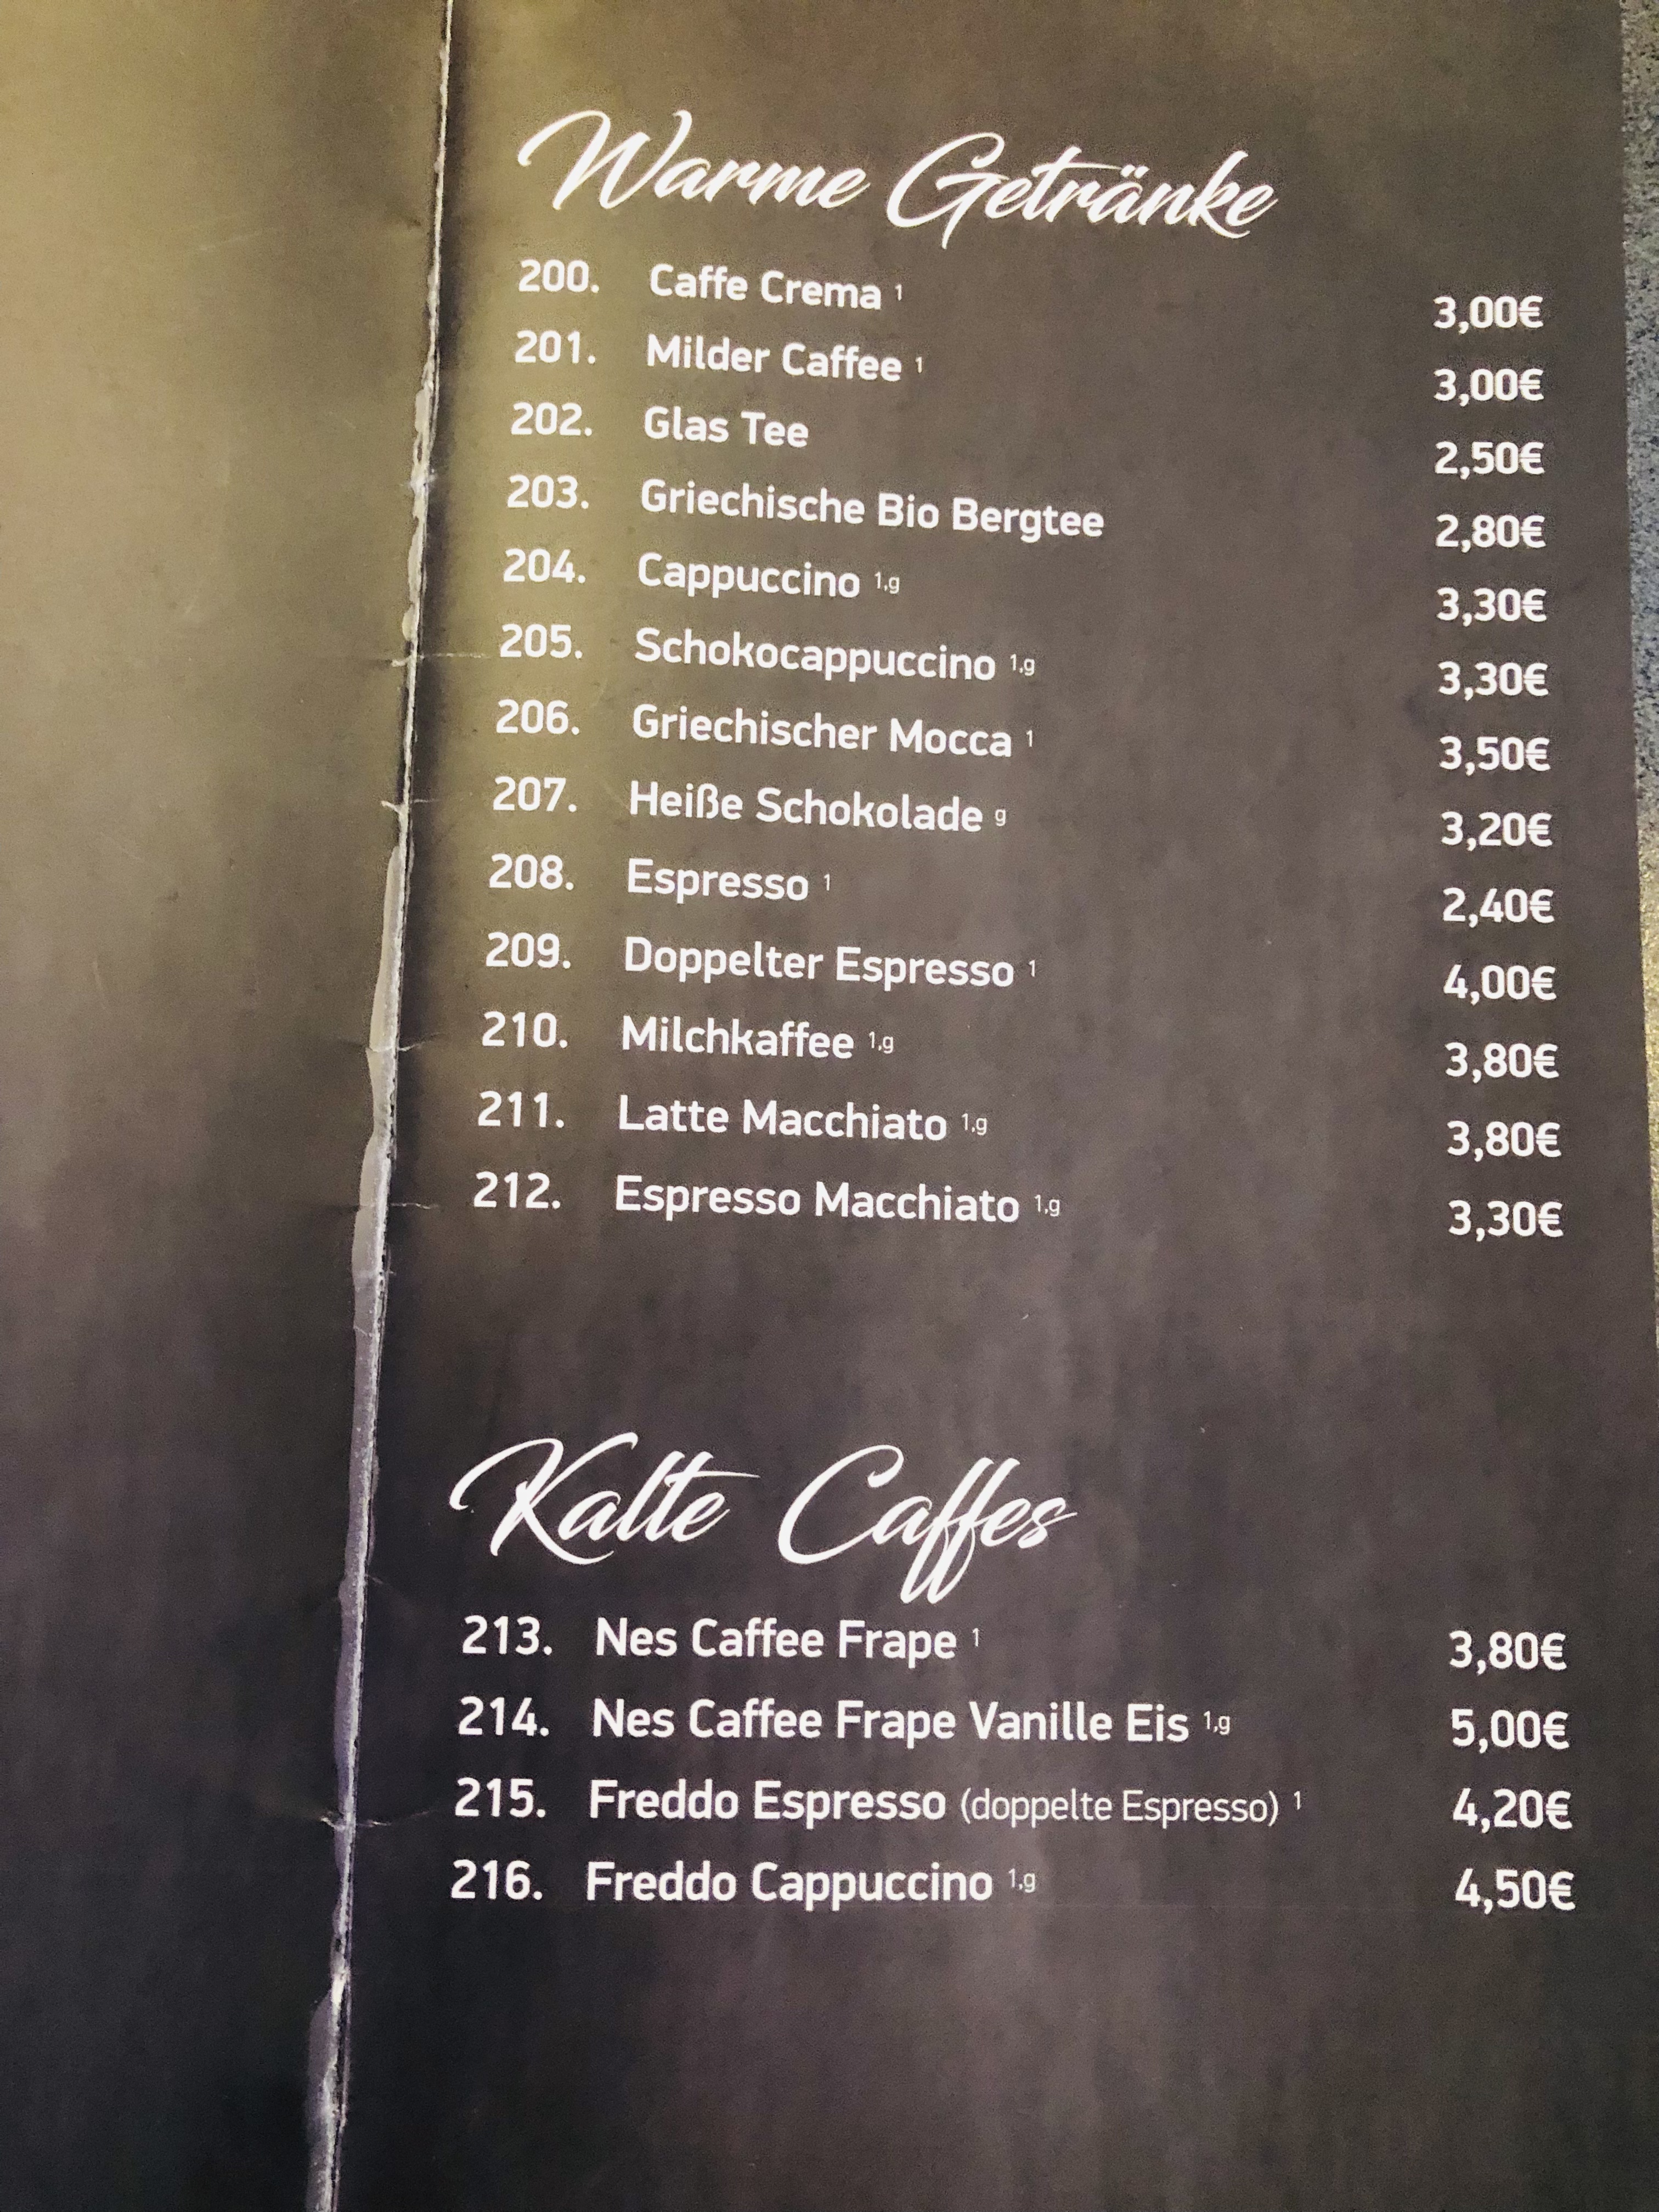 Warme Getränke
200. Caffe Crema 1 3,00€
201. Milder Caffee 1 3,00€
202. Glas Tee 2,50€
203. Griechische Bio Bergtee 2,80€
204. Cappuccino 1,g 3,30€
205. Schokocappuccino 1,g 3,30€
206. Griechischer Mocca 1 3,50€
207. Heiße Schokolade g 3,20€
208. Espresso 1 2,40€
209. Doppelter Espresso 1 4,00€
210. Milchkaffee 1,g 3,80€
211. Latte Macchiato 1,g 3,80€
212. Espresso Macchiato 1,g 3,30€
Kalte Caffes
213. Nes Caffee Frape 1 3,80€
214. Nes Caffee Frape Vanille Eis 1,g 5,00€
215. Freddo Espresso (doppelte Espresso) 1 4,20€
216. Freddo Cappuccino 1,g 4,50€